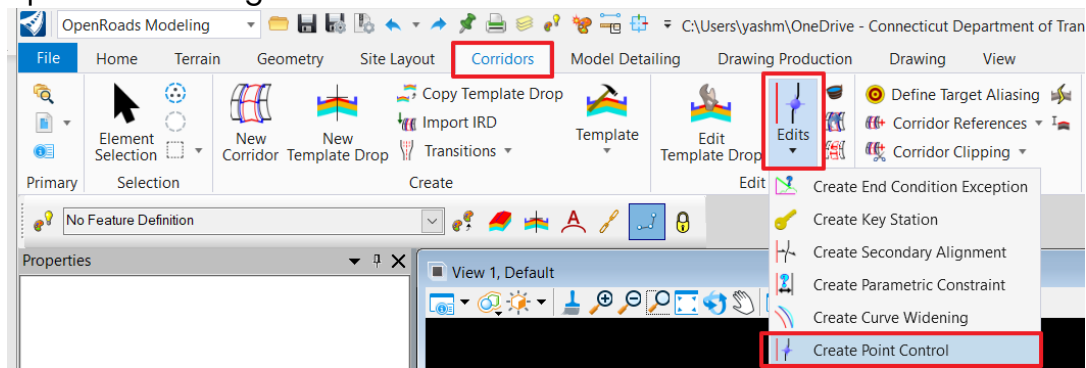 OpenRoads Modeling C:\Users\yashm\OneDrive - Connecticut Department of Tran
File Home Terrain Geometry Site Layout Corridors Model Detailing Drawing Production Drawing View
Element Selection
New Corridor
New Template Drop
Copy Template Drop
Import IRD
Transitions
Template
Edit Template Drop
Edits
Define Target Aliasing
Corridor References
Corridor Clipping
Primary Selection Create Edit
Create End Condition Exception
Create Key Station
Create Secondary Alignment
Create Parametric Constraint
Create Curve Widening
Create Point Control
No Feature Definition
Properties
View 1, Default